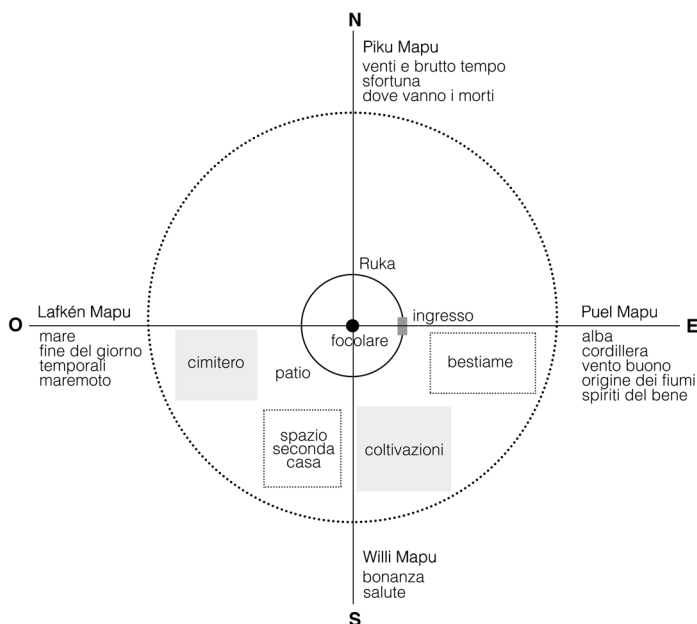 N
Piku Mapu
venti e brutto tempo
sfortuna
dove vanno i morti
Ruka
O
Lafkén Mapu
mare
fine del giorno
temporali
maremoto
ingresso
focolare
Puel Mapu
E
alba
cordillera
vento buono
origine dei fiumi
spiriti del bene
cimitero
patio
bestiame
spazio
seconda
casa
coltivazioni
Willi Mapu
bonanza
salute
S